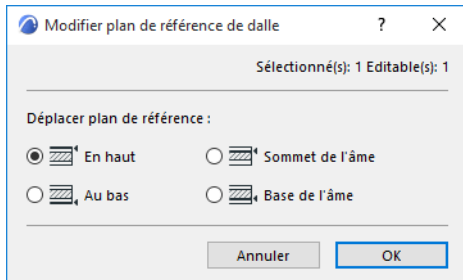 Modifier plan de référence de dalle ?
Sélectionné(s): 1 Editable(s): 1
Déplacer plan de référence :
En haut Sommet de l'âme
Au bas Base de l'âme
Annuler OK